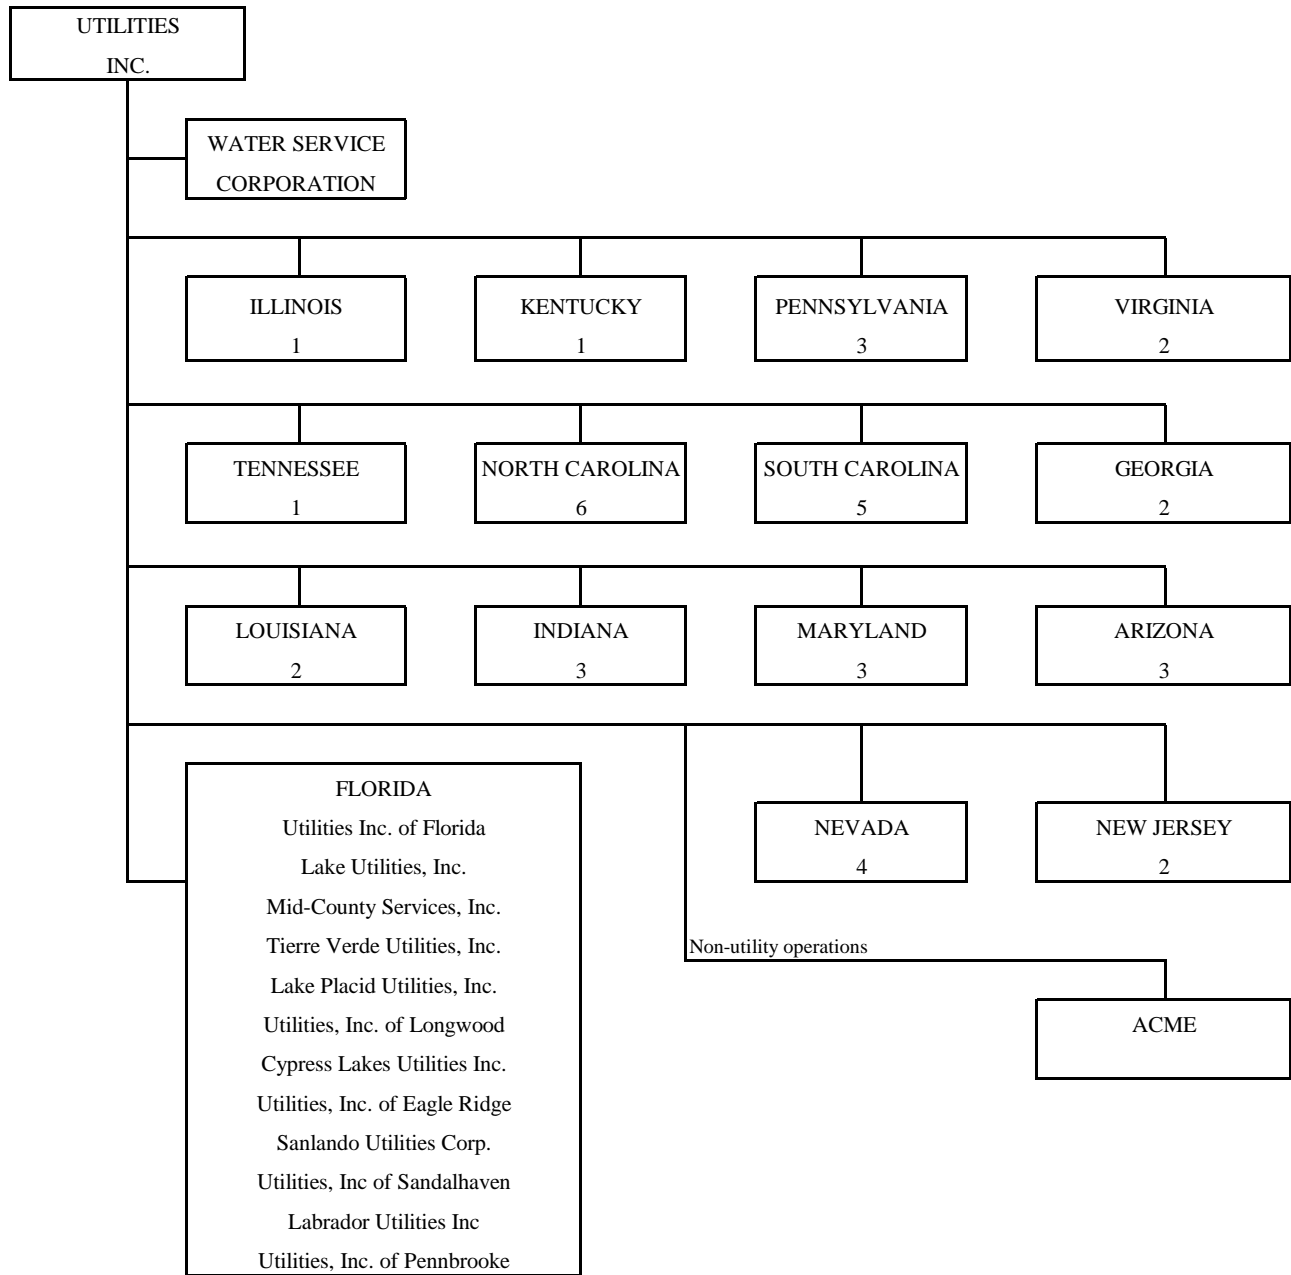 UTILITIES
INC.
WATER SERVICE
CORPORATION
ILLINOIS
1
KENTUCKY
1
PENNSYLVANIA
3
VIRGINIA
2
TENNESSEE
1
NORTH CAROLINA
6
SOUTH CAROLINA
5
GEORGIA
2
LOUISIANA
2
INDIANA
3
MARYLAND
3
ARIZONA
3
FLORIDA
Utilities Inc. of Florida
Lake Utilities, Inc.
Mid-County Services, Inc.
Tierre Verde Utilities, Inc.
Lake Placid Utilities, Inc.
Utilities, Inc. of Longwood
Cypress Lakes Utilities Inc.
Utilities, Inc. of Eagle Ridge
Sanlando Utilities Corp.
Utilities, Inc of Sandalhaven
Labrador Utilities Inc
Utilities, Inc. of Pennbrooke
NEVADA
4
NEW JERSEY
2
Non-utility operations
ACME